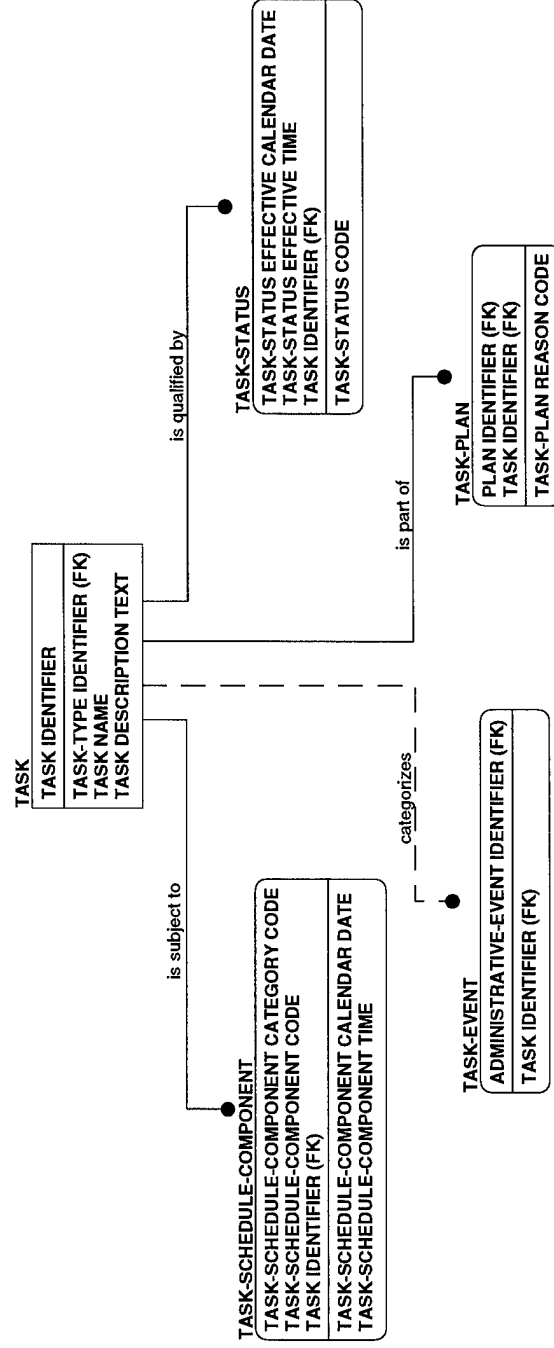 TASK
TASK IDENTIFIER
TASK-TYPE IDENTIFIER (FK)
TASK NAME
TASK DESCRIPTION TEXT
is subject to
is qualified by
TASK-SCHEDULE-COMPONENT
TASK-SCHEDULE-COMPONENT CATEGORY CODE
TASK-SCHEDULE-COMPONENT CODE
TASK IDENTIFIER (FK)
TASK-SCHEDULE-COMPONENT CALENDAR DATE
TASK-SCHEDULE-COMPONENT TIME
TASK-STATUS
TASK-STATUS EFFECTIVE CALENDAR DATE
TASK-STATUS EFFECTIVE TIME
TASK IDENTIFIER (FK)
TASK-STATUS CODE
categorizes
is part of
TASK-EVENT
ADMINISTRATIVE-EVENT IDENTIFIER (FK)
TASK IDENTIFIER (FK)
TASK-PLAN
PLAN IDENTIFIER (FK)
TASK IDENTIFIER (FK)
TASK-PLAN REASON CODE